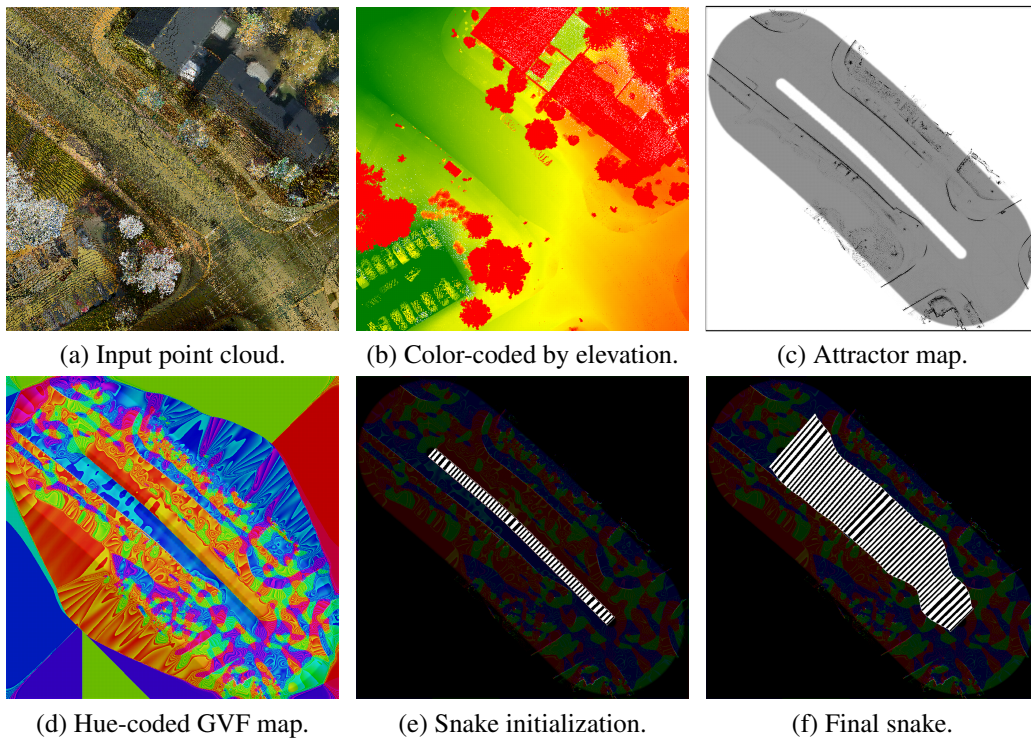 (a) Input point cloud.
(b) Color-coded by elevation.
(c) Attractor map.
(d) Hue-coded GVF map.
(e) Snake initialization.
(f) Final snake.